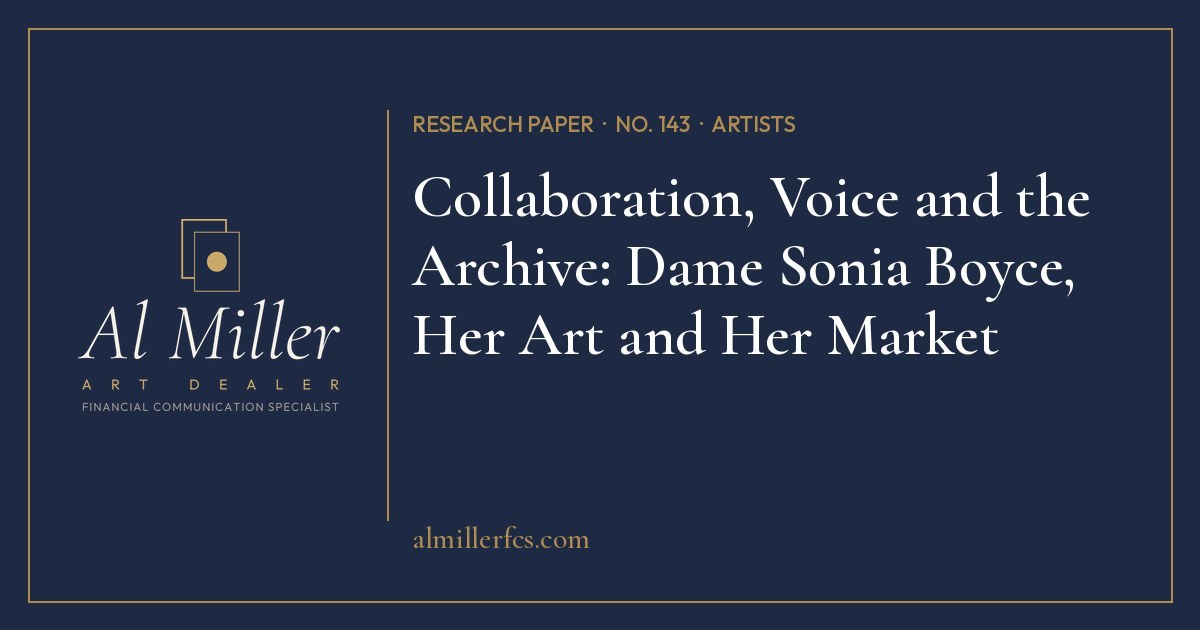 Al Miller
ART DEALER
FINANCIAL COMMUNICATION SPECIALIST
RESEARCH PAPER · NO. 143 · ARTISTS
Collaboration, Voice and the
Archive: Dame Sonia Boyce,
Her Art and Her Market
almillerfcs.com